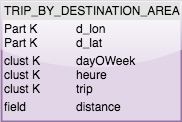 TRIP_BY_DESTINATION_AREA
Part K d_lon
Part K d_lat
clust K dayOWeek
clust K heure
clust K trip
field distance